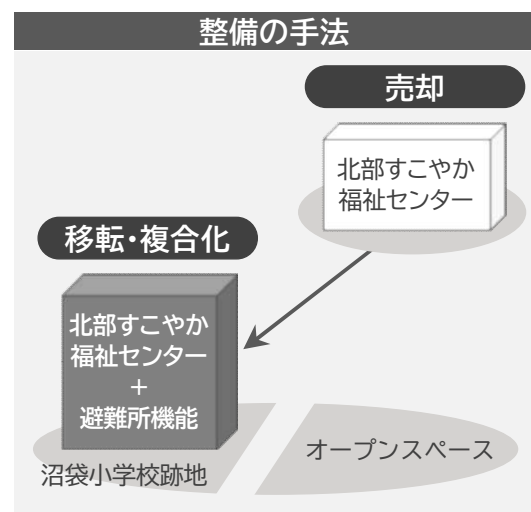 整備の手法
売却
北部すこやか
福祉センター
移転・複合化
北部すこやか
福祉センター
+
避難所機能
オープンスペース
沼袋小学校跡地